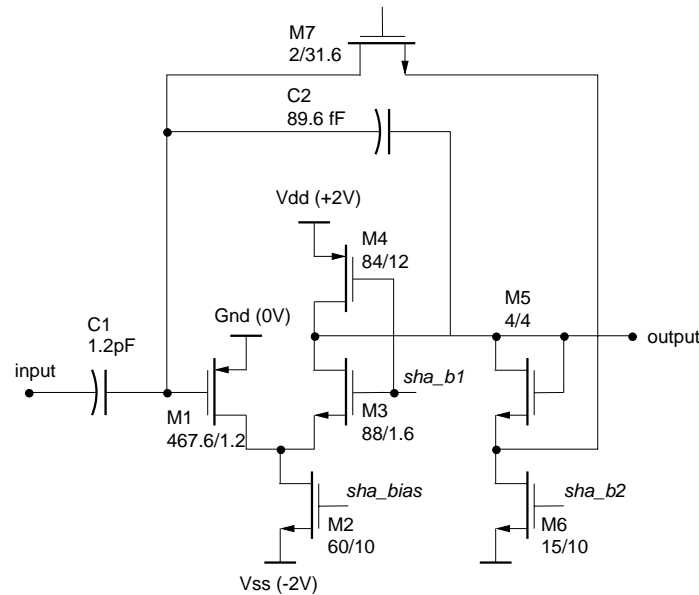 M7
2/31.6
C2
89.6 fF
Vdd (+2V)
M4
84/12
Gnd (0V)
M5
4/4
C1
1.2pF
output
input
sha_b1
M1
467.6/1.2
M3
88/1.6
sha_bias
sha_b2
M2
60/10
M6
15/10
Vss (-2V)